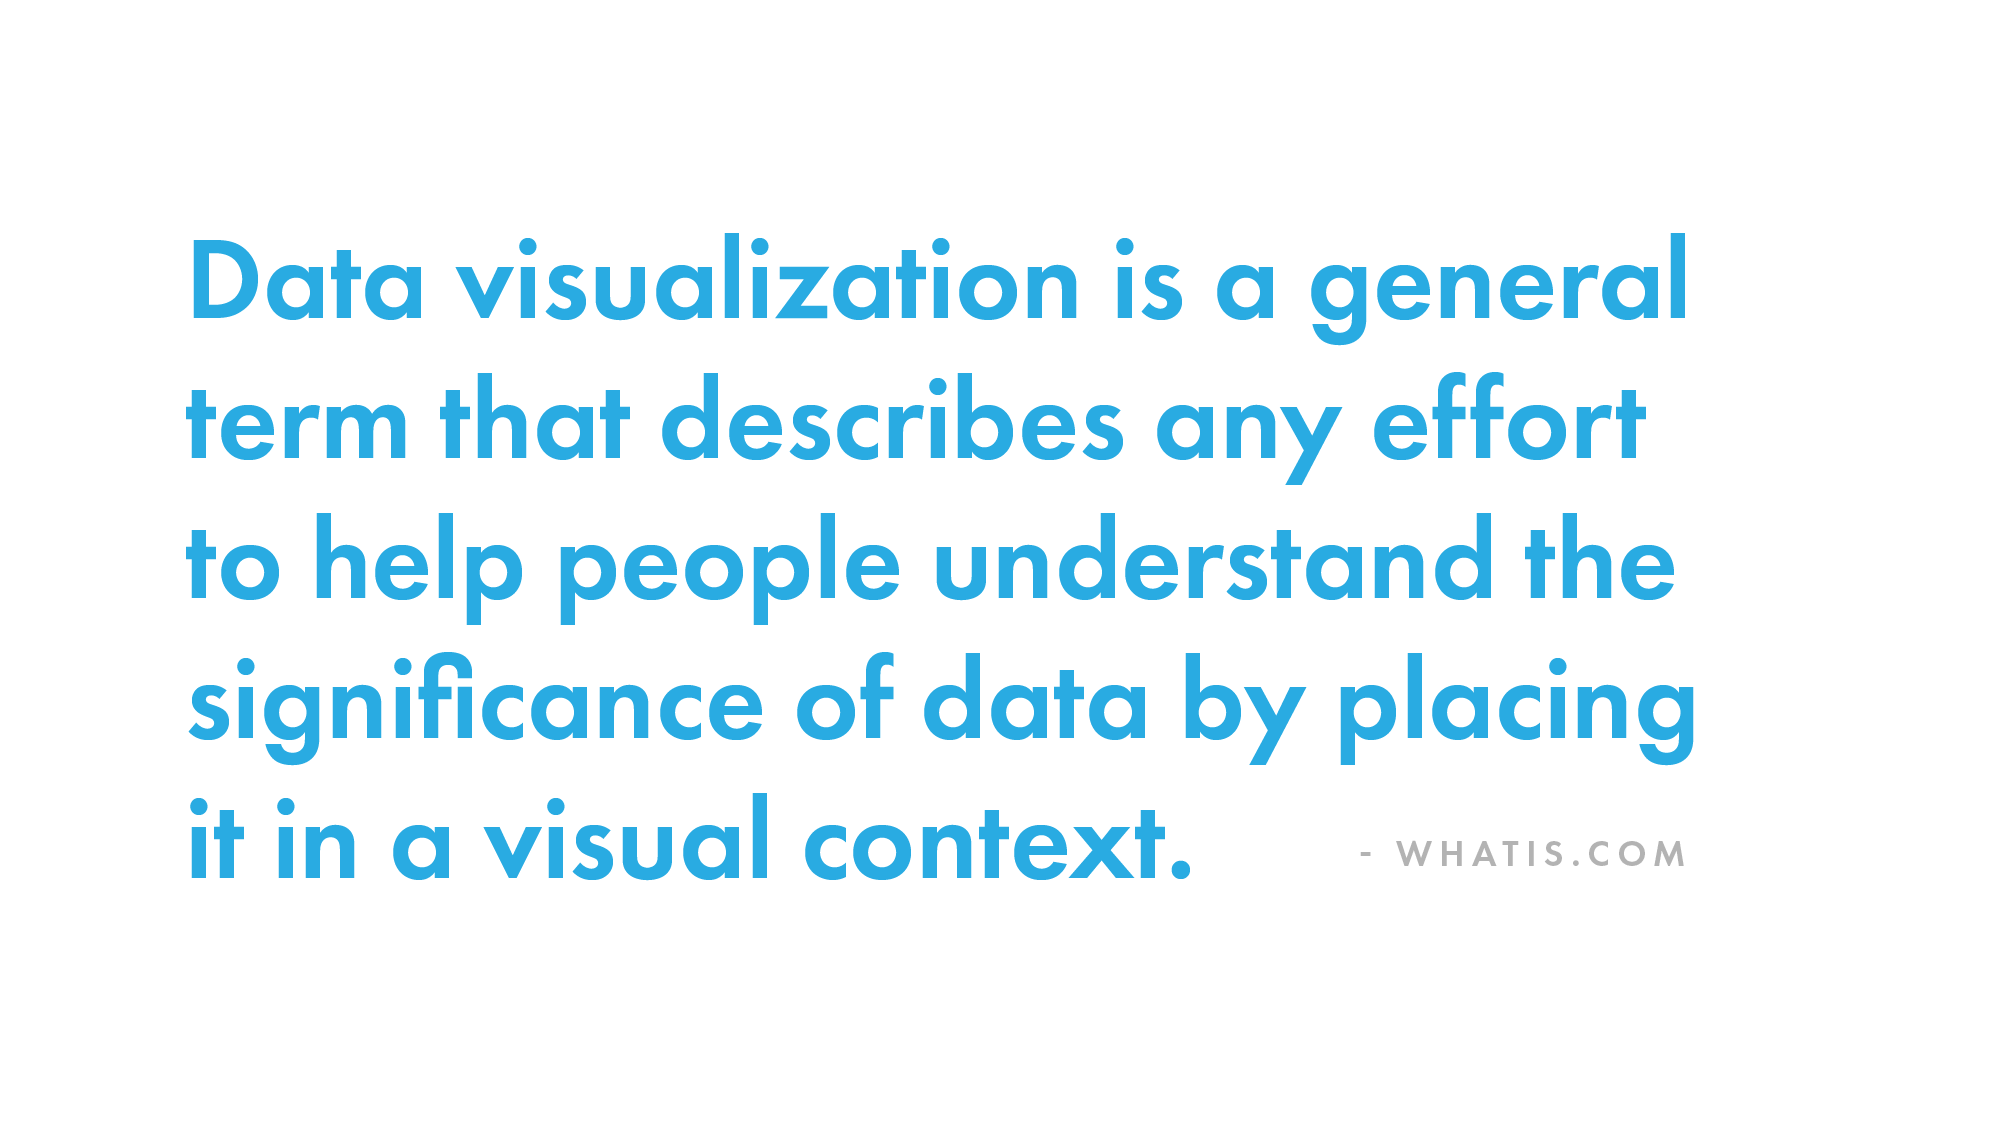 Data visualization is a general
term that describes any effort
to help people understand the
significance of data by placing
it in a visual context.
- WHATIS.COM